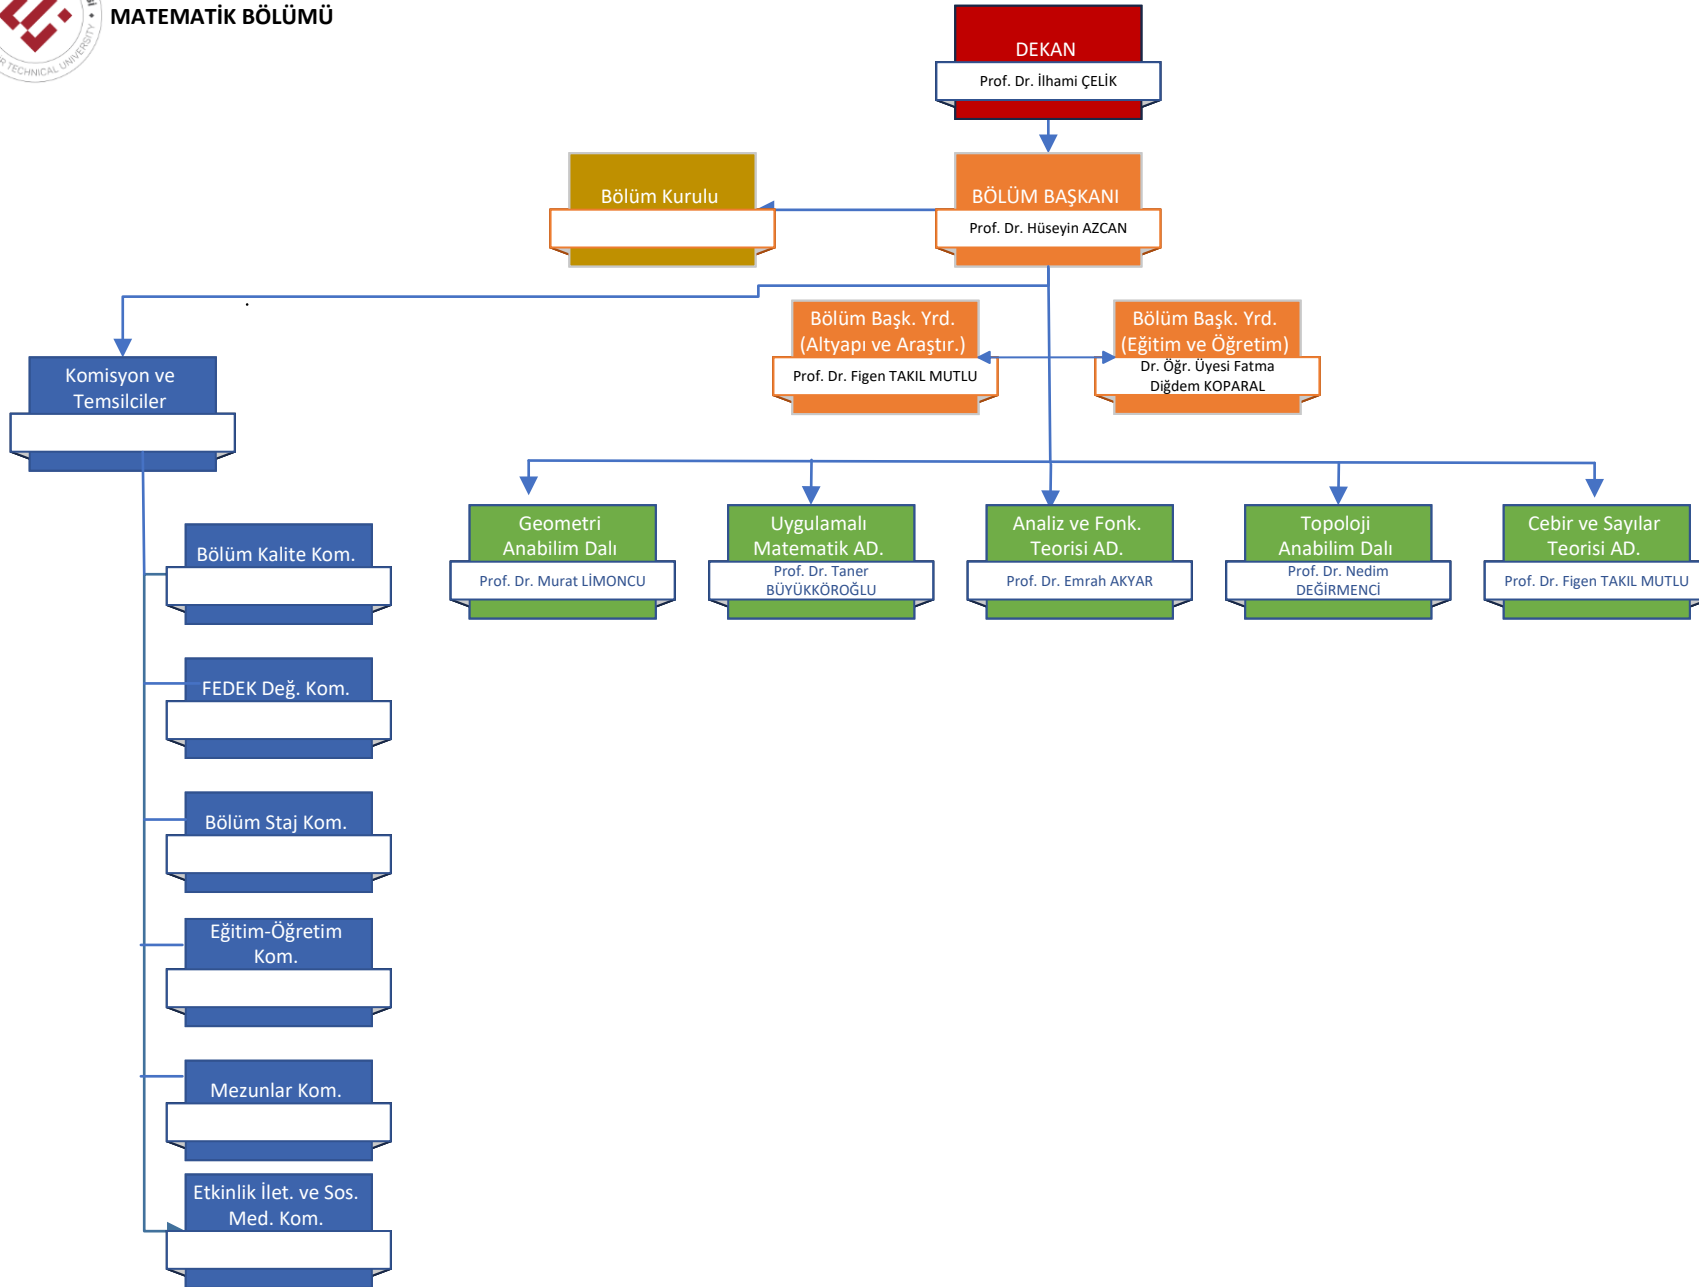 MATEMATİK BÖLÜMÜ
TECHNICAL UNIVERSITY
DEKAN
Prof. Dr. İlhami ÇELİK
Bölüm Kurulu
BÖLÜM BAŞKANI
Prof. Dr. Hüseyin AZCAN
.
Bölüm Başk. Yrd.
(Altyapı ve Araştır.)
Prof. Dr. Figen TAKIL MUTLU
Bölüm Başk. Yrd.
(Eğitim ve Öğretim)
Dr. Öğr. Üyesi Fatma
Diğdem KOPARAL
Komisyon ve
Temsilciler
Geometri
Anabilim Dalı
Prof. Dr. Murat LİMONCU
Uygulamalı
Matematik AD.
Prof. Dr. Taner
BÜYÜKKÖROĞLU
Analiz ve Fonk.
Teorisi AD.
Prof. Dr. Emrah AKYAR
Topoloji
Anabilim Dalı
Prof. Dr. Nedim
DEĞİRMENCİ
Cebir ve Sayılar
Teorisi AD.
Prof. Dr. Figen TAKIL MUTLU
Bölüm Kalite Kom.
FEDEK Değ. Kom.
Bölüm Staj Kom.
Eğitim-Öğretim
Kom.
Mezunlar Kom.
Etkinlik İlet. ve Sos.
Med. Kom.